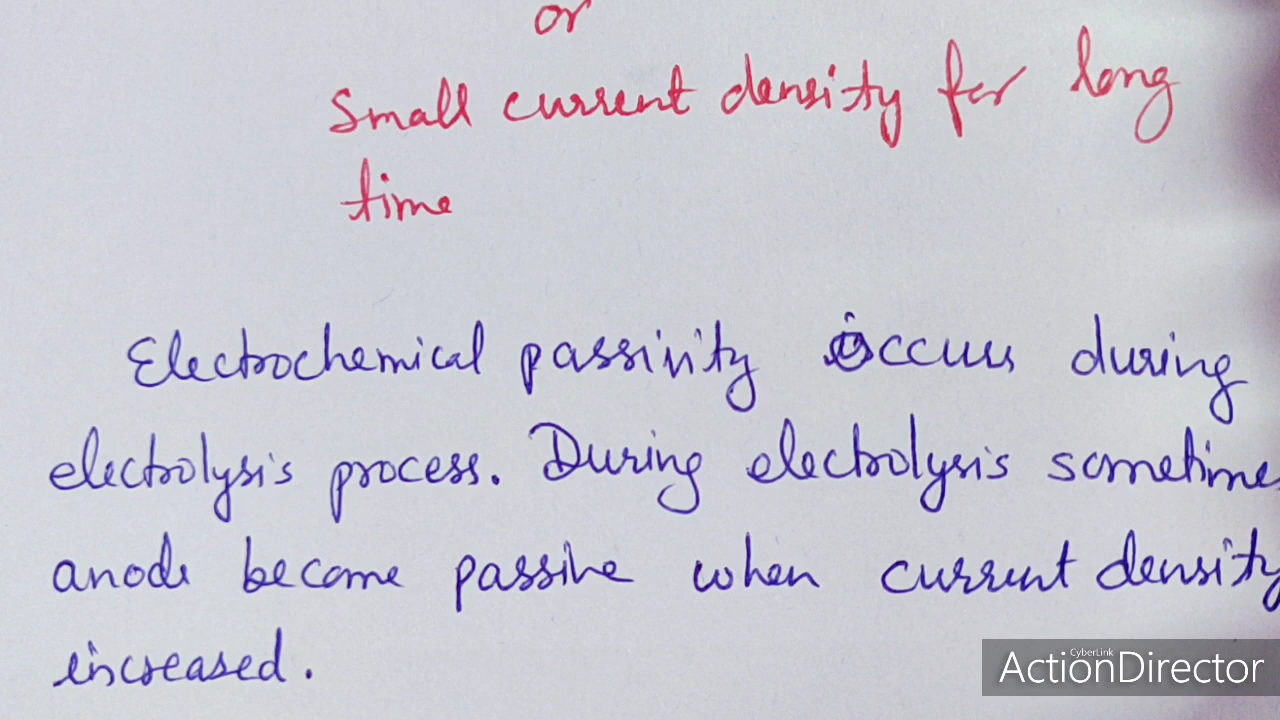 or
Small current density for long
time
Electrochemical passivity occurs during
electrolysis process. During electrolysis sometimes
anode become passive when current density
increased.
CyberLink
ActionDirector